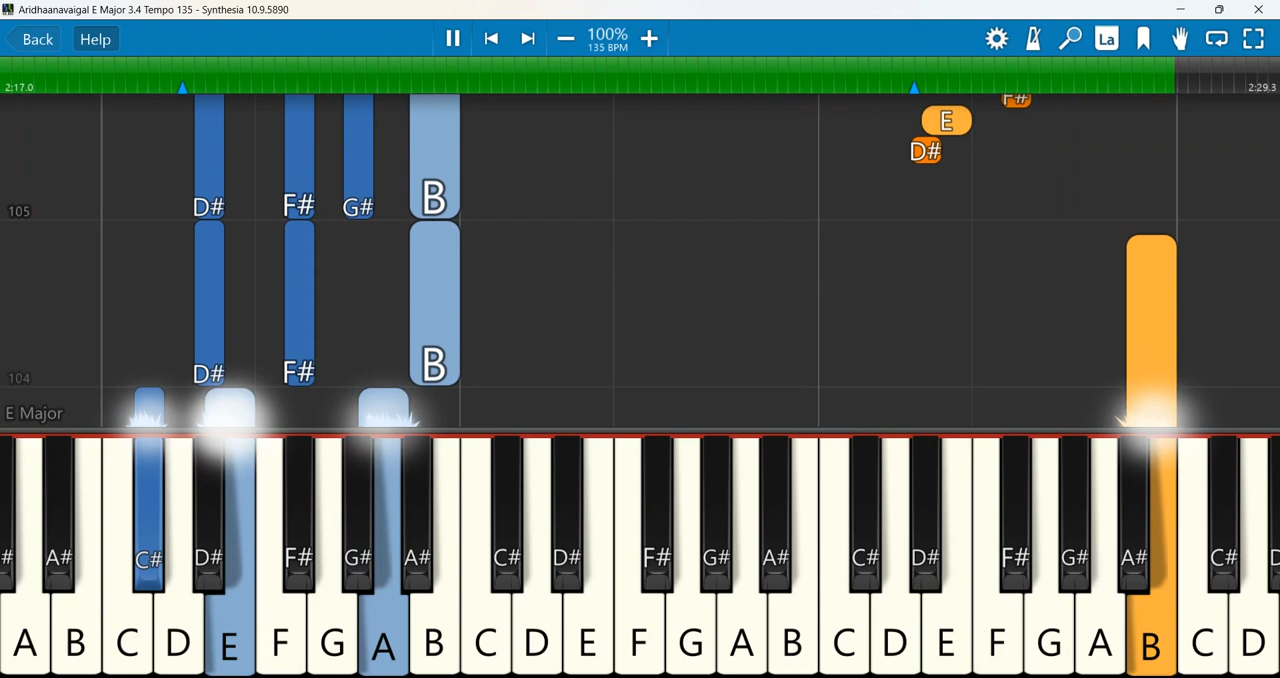 Aridhaanavaigal E Major 3.4 Tempo 135 - Synthesia 10.9.5890
Back Help 100% La
135 BPM
2:17.0 2:29.3
F#
E
D#
105 D# F# G# B
104 D# F# B
E Major
# A# C# D# F# G# A# C# D# F# G# A# C# D# F# G# A# C# D
A B C D E F G A B C D E F G A B C D E F G A B C D